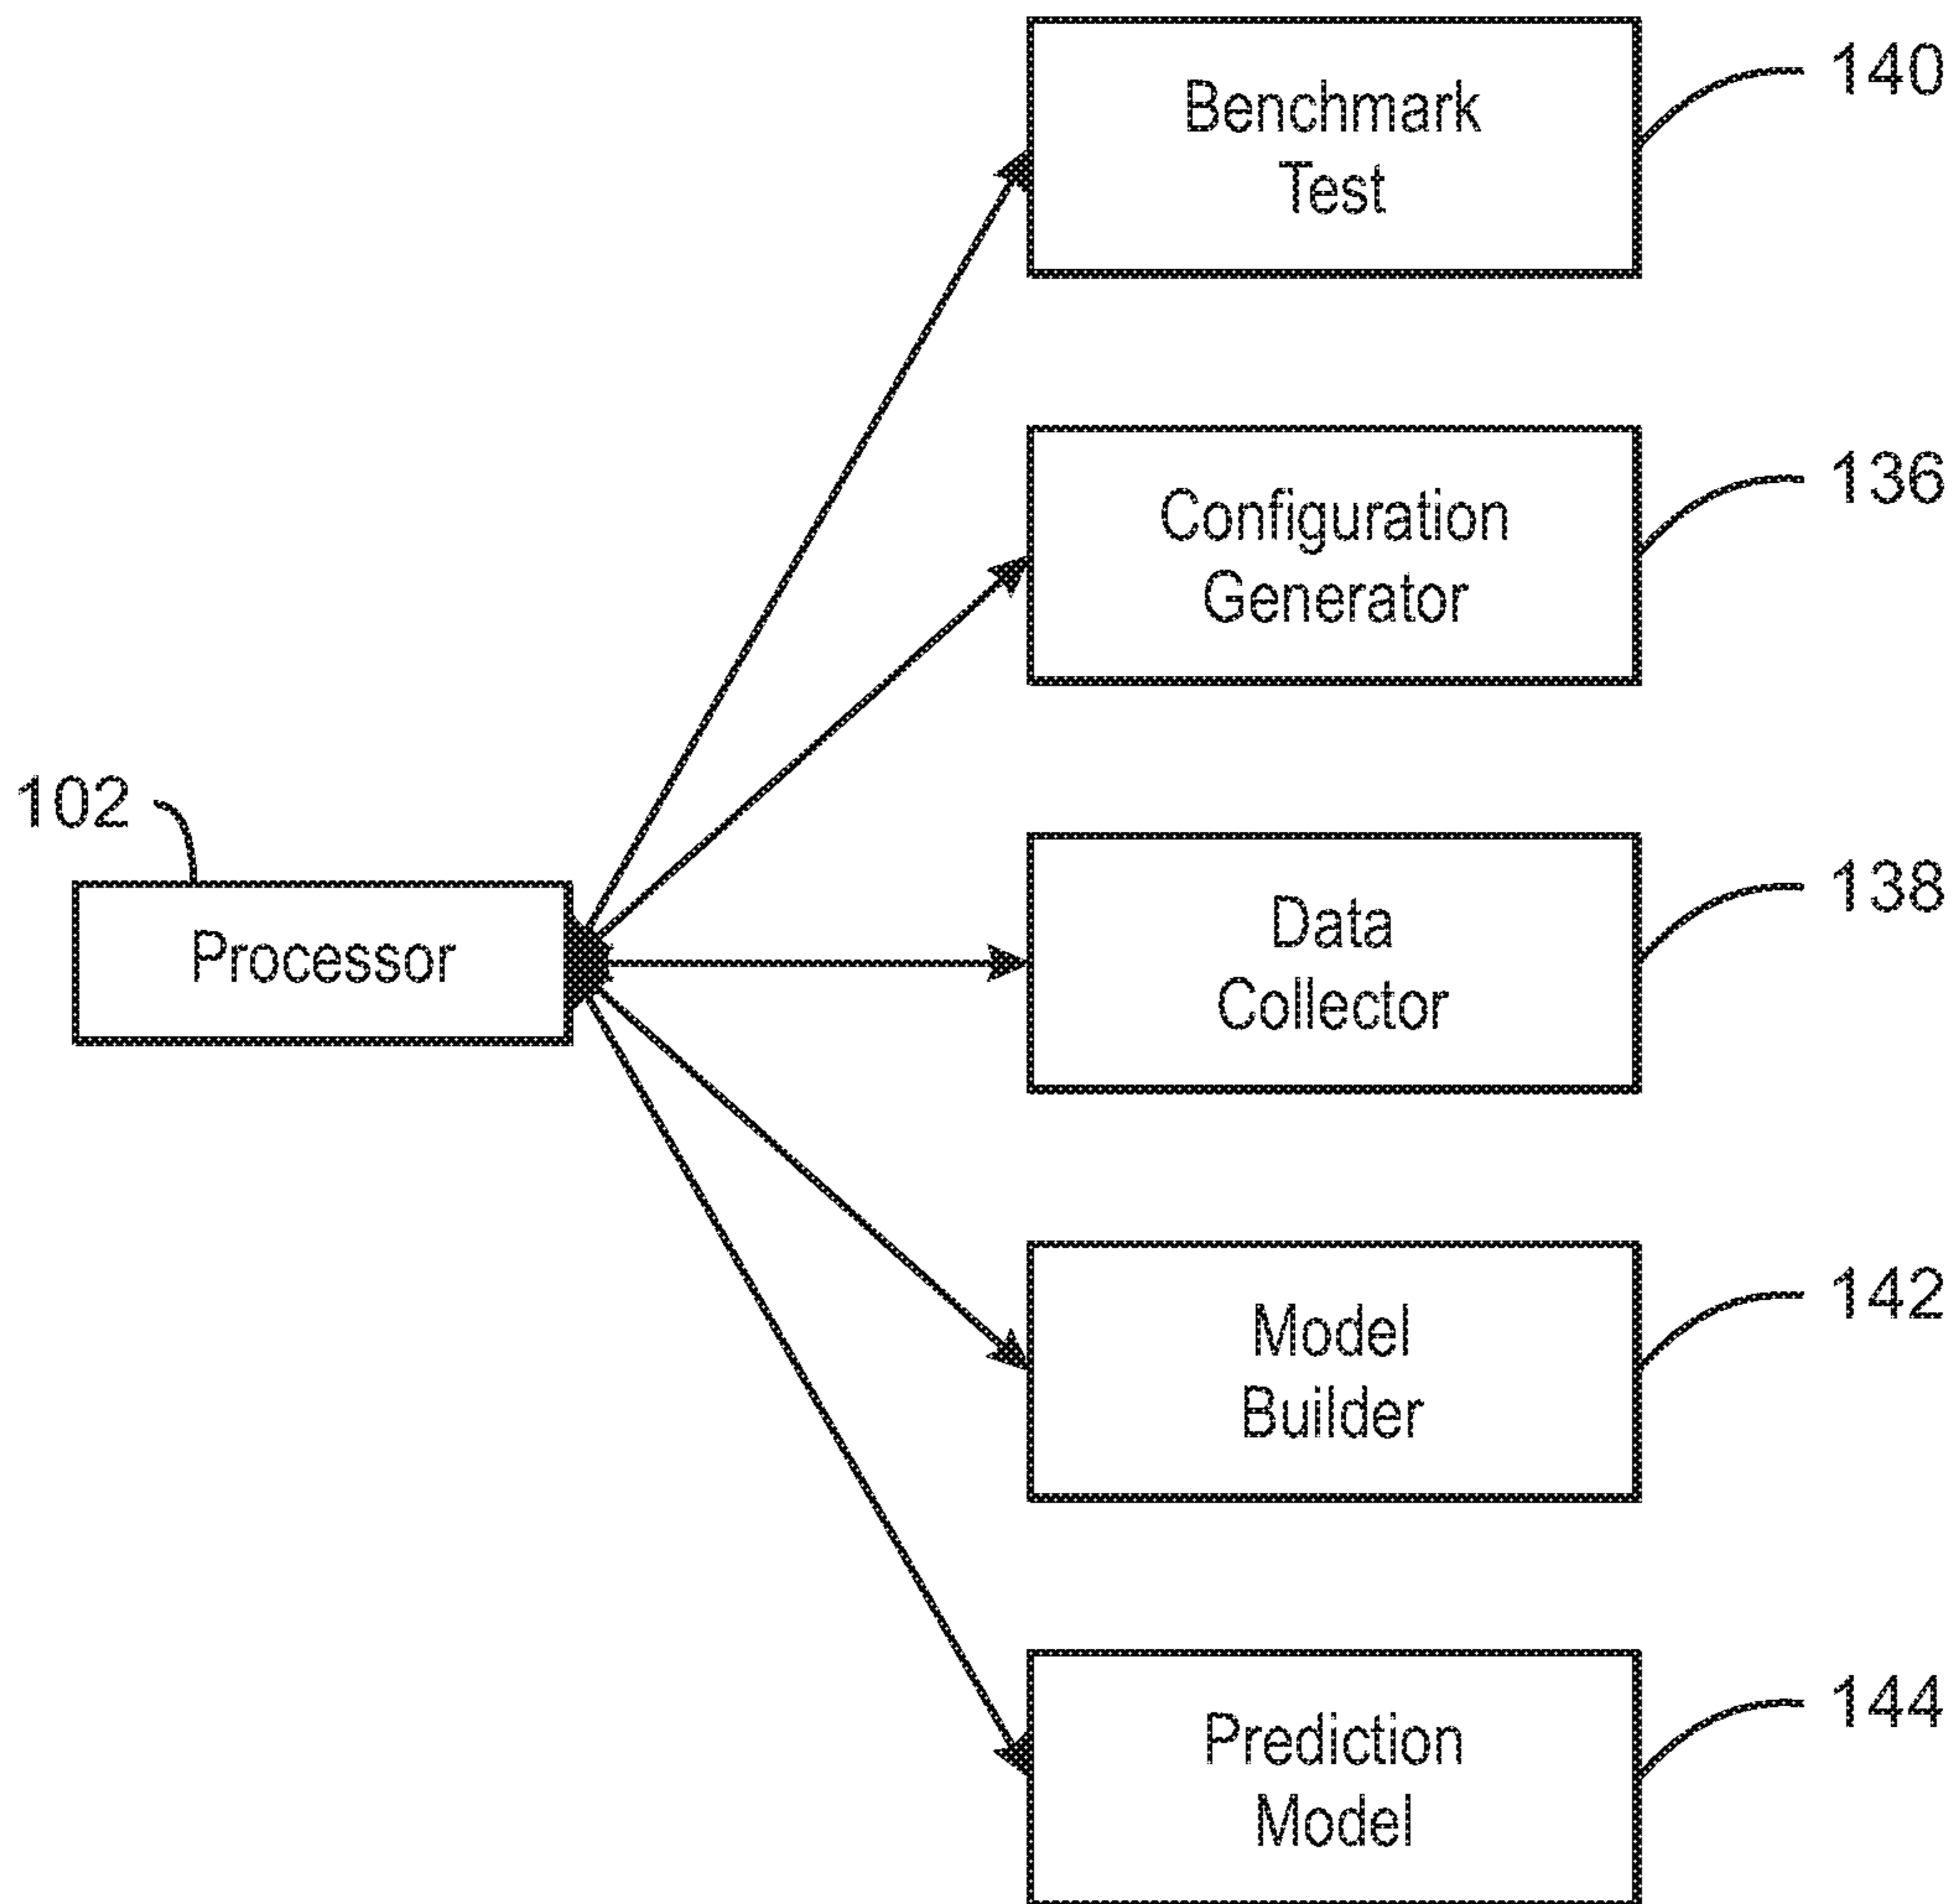 Benchmark
Test
140
Configuration
Generator
136
102
Processor
Data
Collector
138
Model
Builder
142
Prediction
Model
144